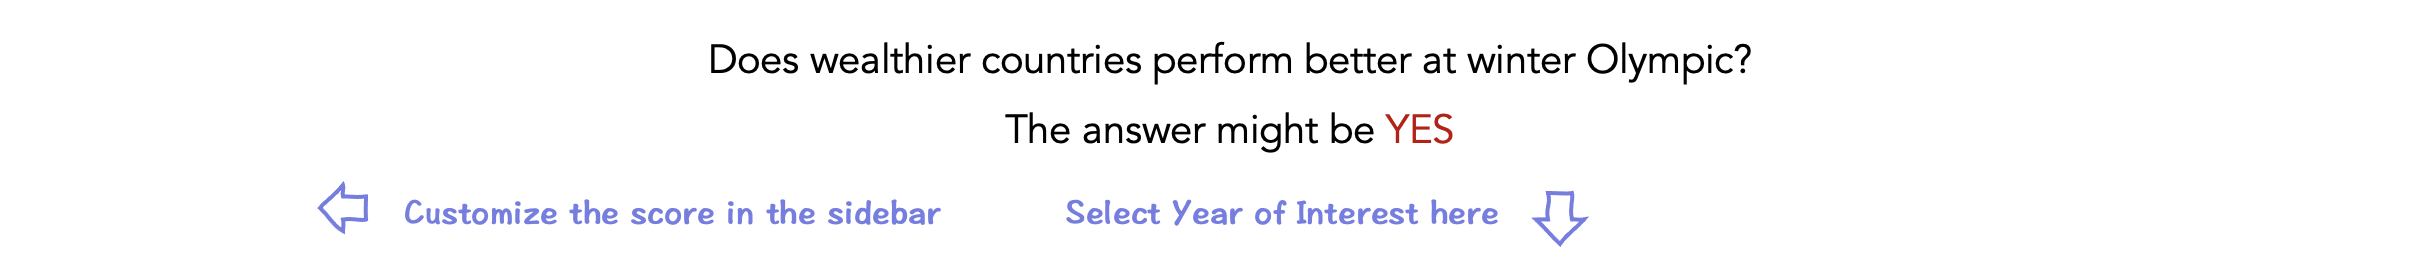 Does wealthier countries perform better at winter Olympic?
The answer might be YES
Customize the score in the sidebar
Select Year of Interest here